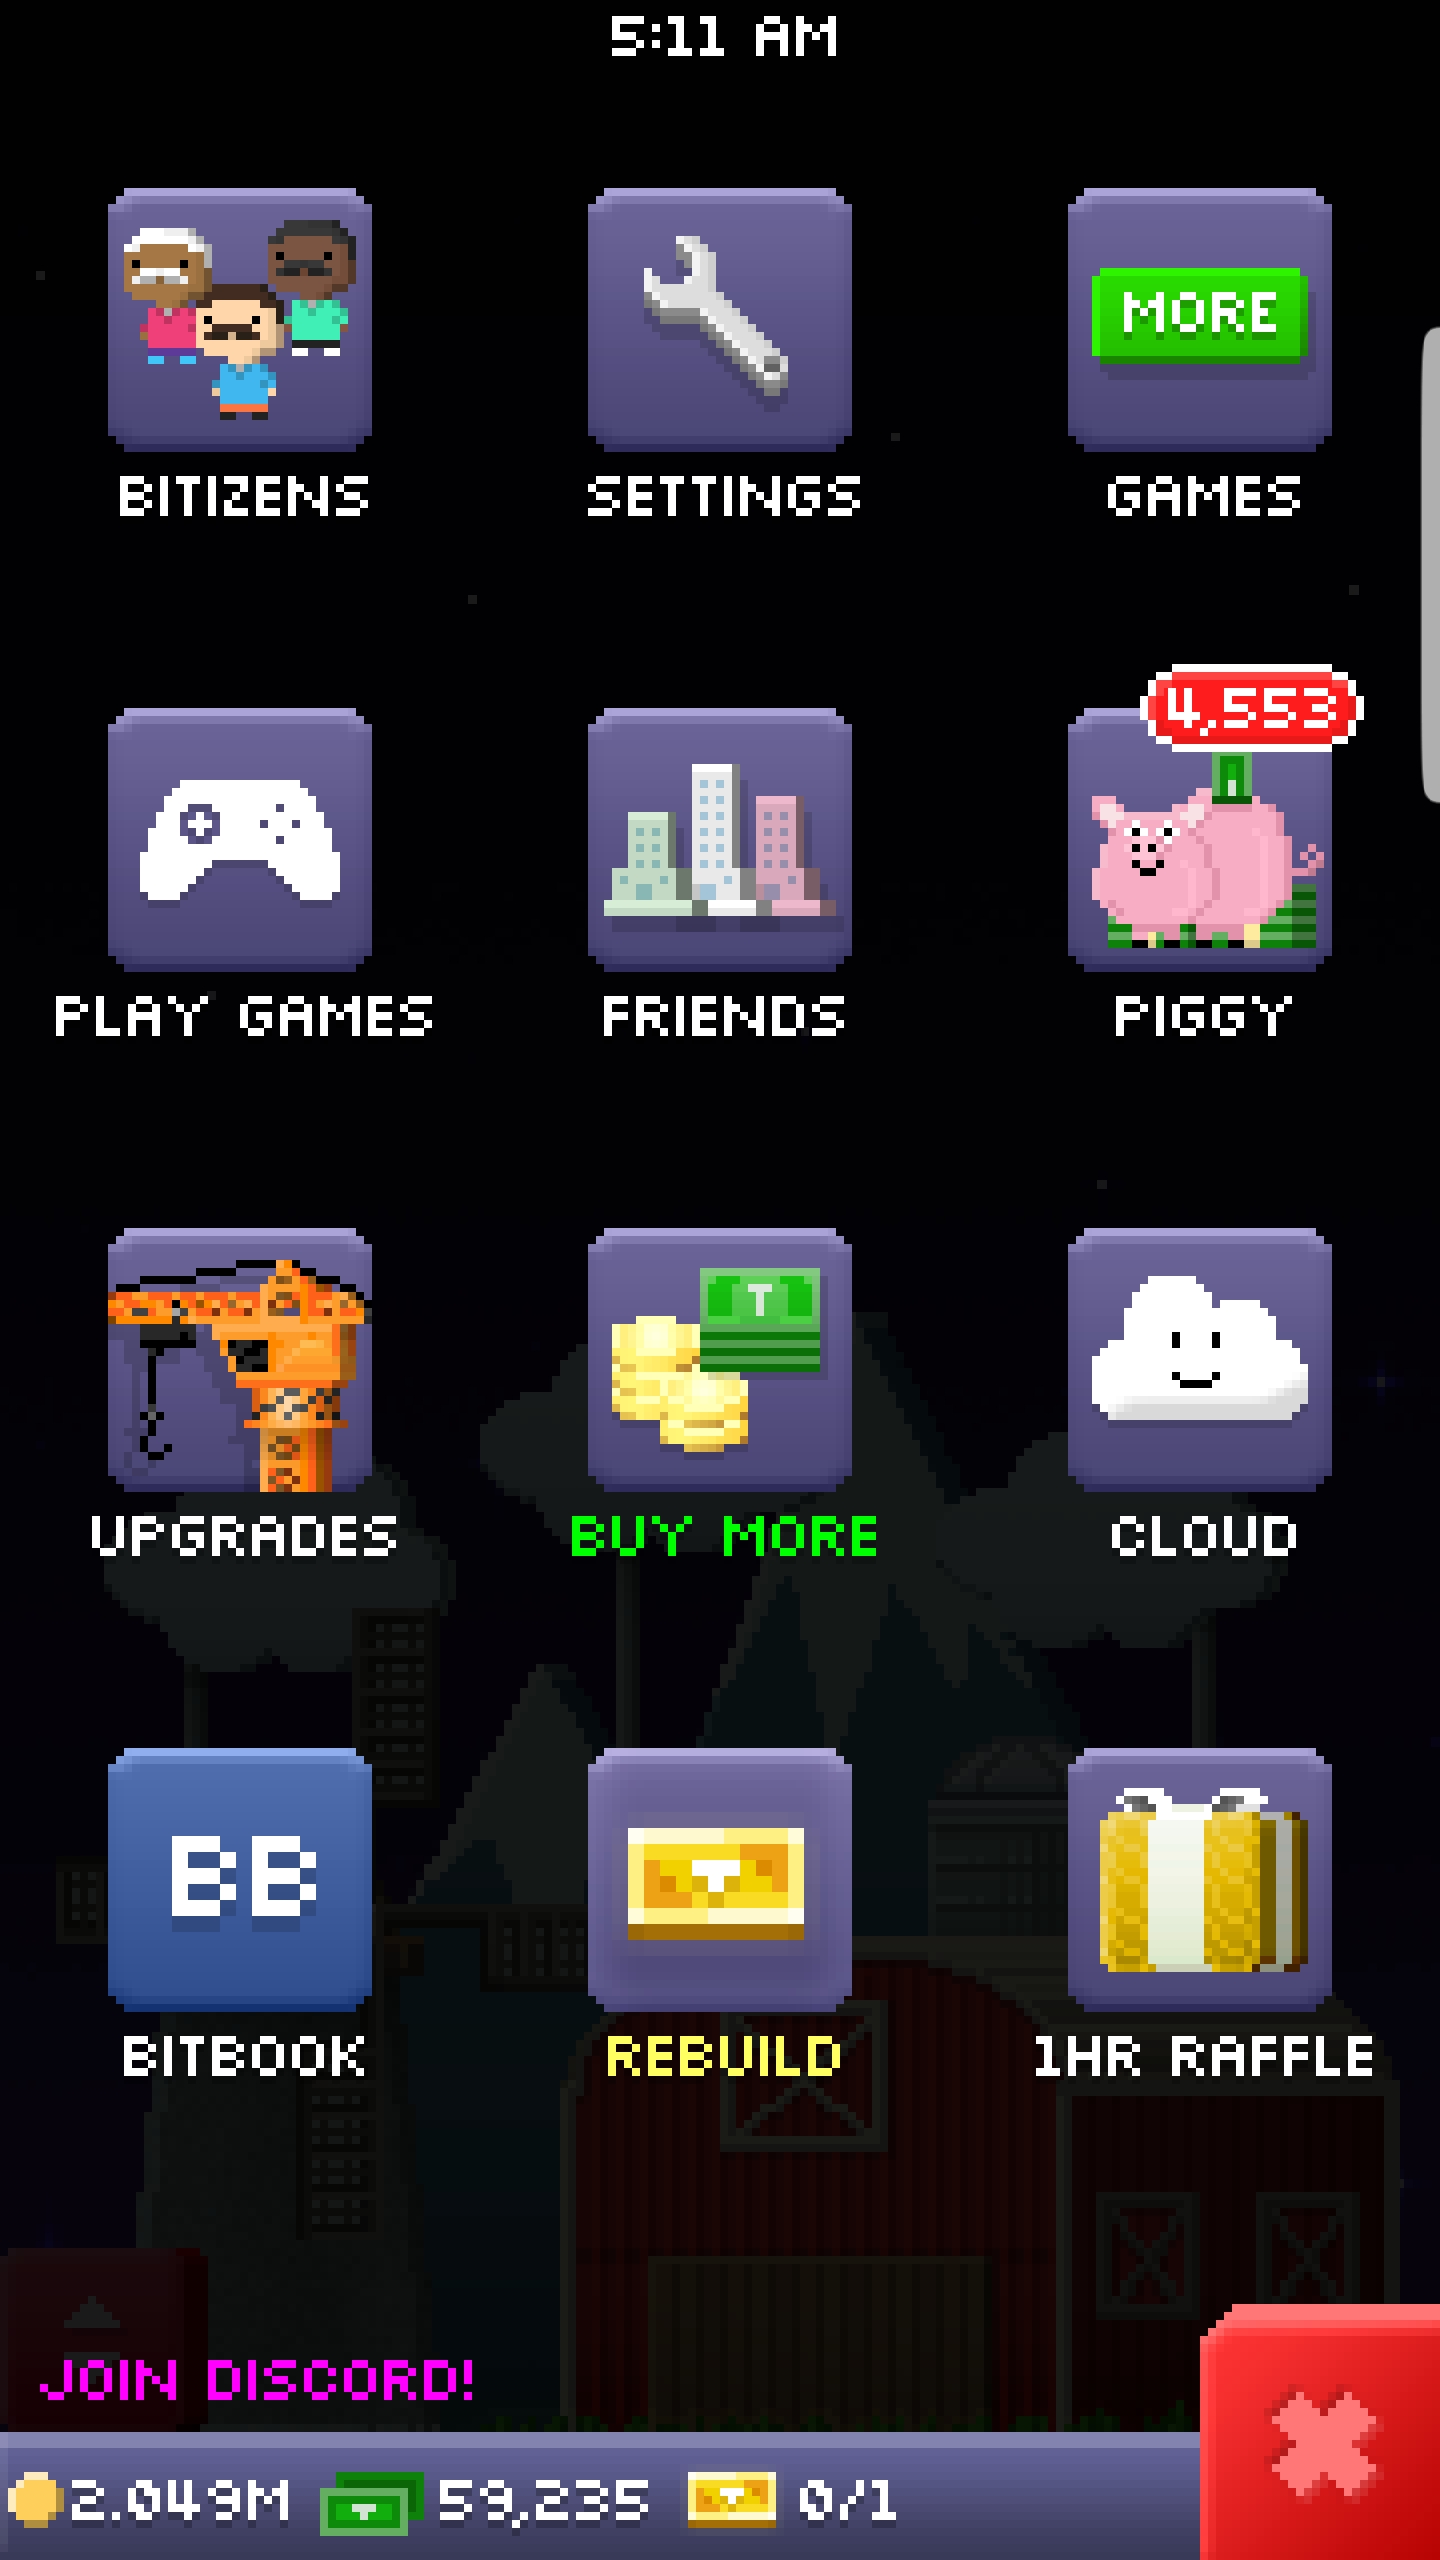 5:11 AM
MORE
BITIZENS SETTINGS GAMES
4,553
PLAY GAMES FRIENDS PIGGY
T
UPGRADES BUY MORE CLOUD
BB
BITBOOK REBUILD 1HR RAFFLE
JOIN DISCORD!
2.049M 59,235 0/1